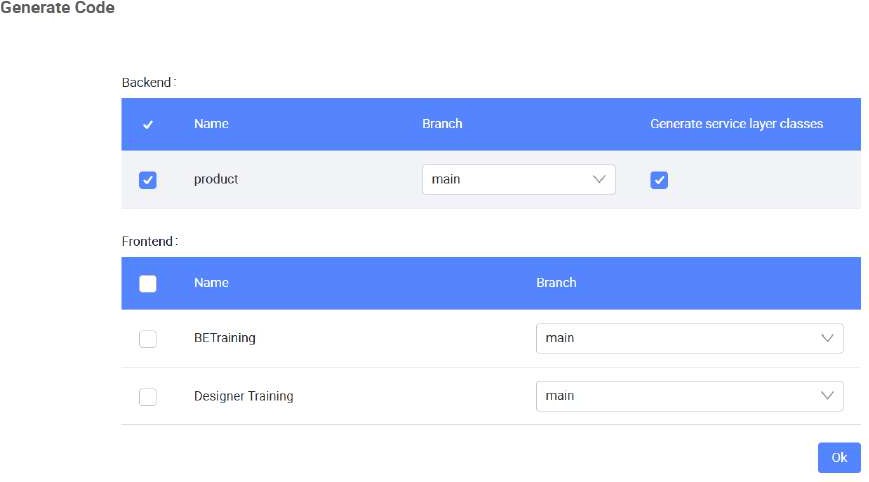 Generate Code
Backend :
Name Branch Generate service layer classes
product main
Frontend :
Name Branch
BETraining main
Designer Training main
Ok